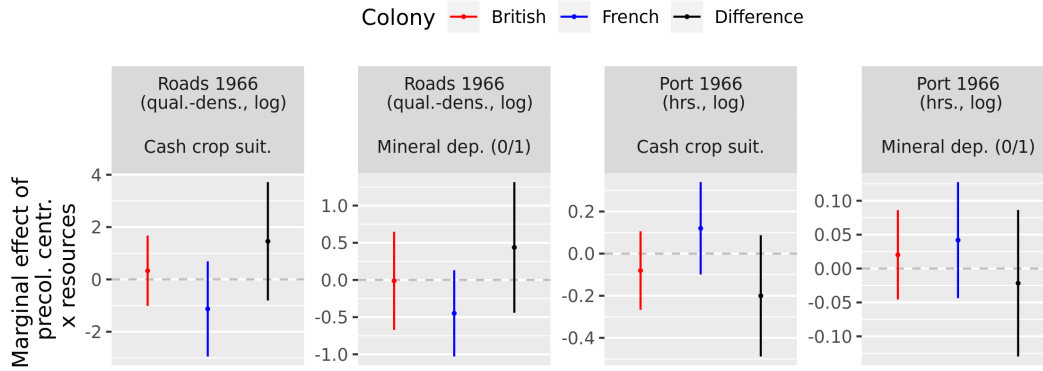 Colony British French Difference
Roads 1966
(qual.-dens., log)
Cash crop suit.
Roads 1966
(qual.-dens., log)
Mineral dep. (0/1)
Port 1966
(hrs., log)
Cash crop suit.
Port 1966
(hrs., log)
Mineral dep. (0/1)
Marginal effect of
precol. centr.
x resources
4
2
0
-2
1.0
0.5
0.0
-0.5
-1.0
0.2
0.0
-0.2
-0.4
0.10
0.05
0.00
-0.05
-0.10